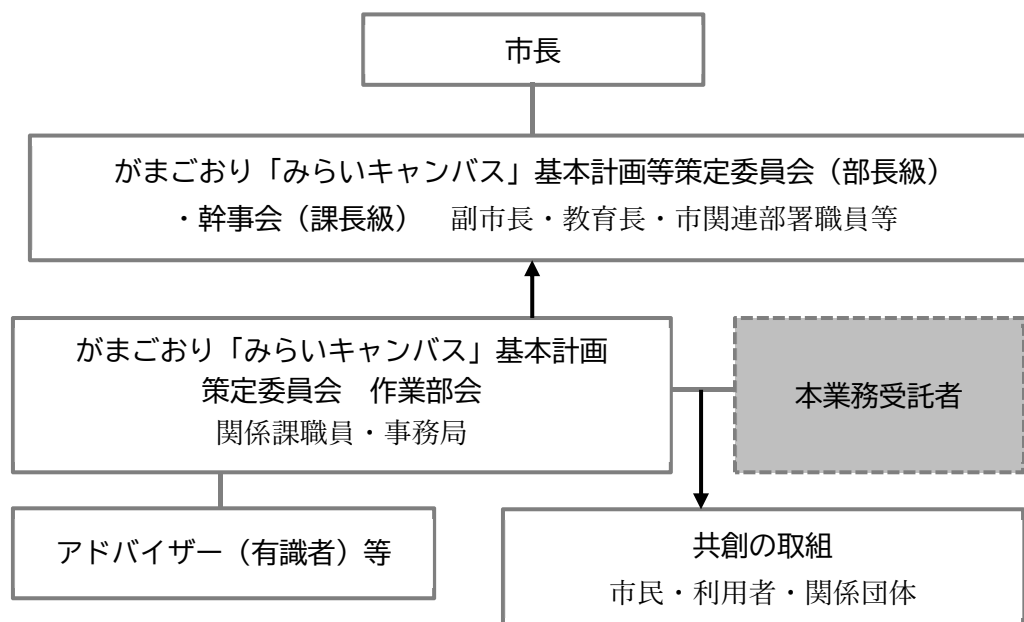 市長
がまごおり「みらいキャンバス」基本計画等策定委員会（部長級）
・幹事会（課長級）　副市長・教育長・市関連部署職員等
がまごおり「みらいキャンバス」基本計画
策定委員会　作業部会
関係課職員・事務局
本業務受託者
アドバイザー（有識者）等
共創の取組
市民・利用者・関係団体